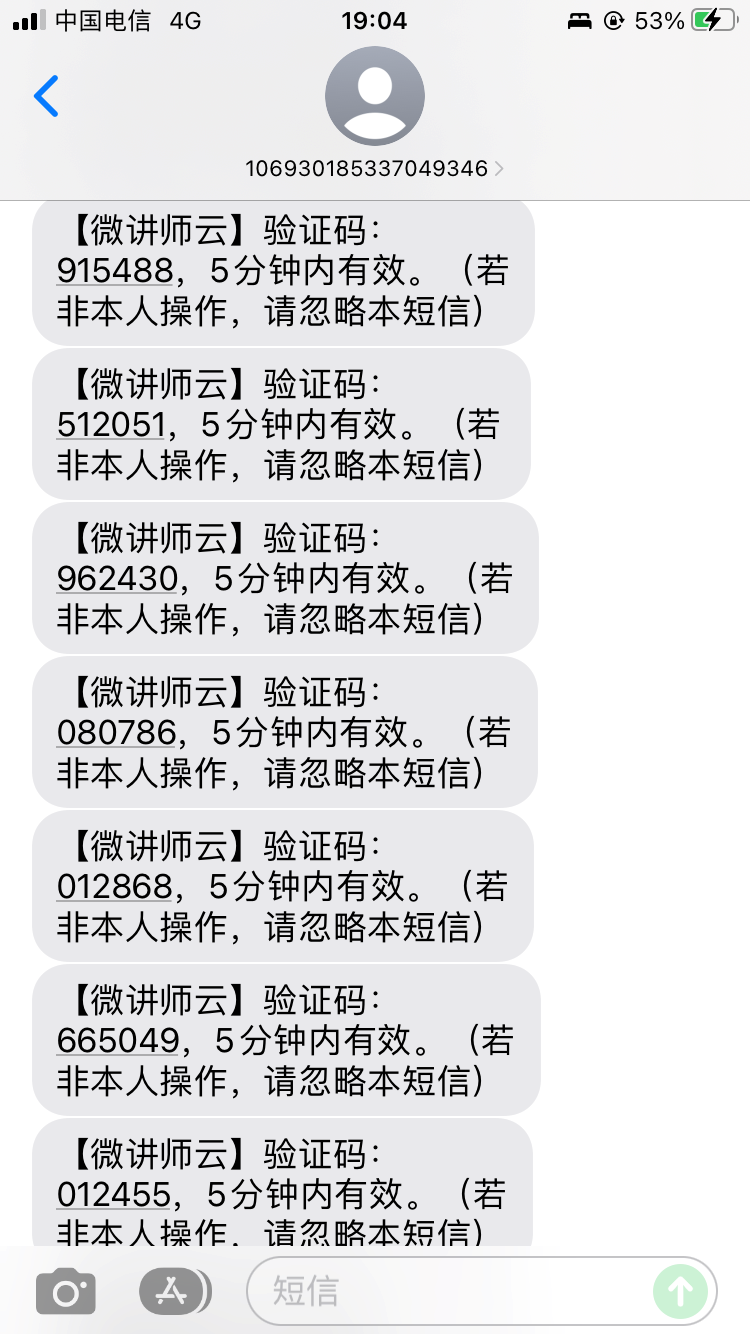 中国电信 4G 19:04 53%
106930185337049346
【微讲师云】验证码：
915488，5分钟内有效。（若
非本人操作，请忽略本短信）
【微讲师云】验证码：
512051，5分钟内有效。（若
非本人操作，请忽略本短信）
【微讲师云】验证码：
962430，5分钟内有效。（若
非本人操作，请忽略本短信）
【微讲师云】验证码：
080786，5分钟内有效。（若
非本人操作，请忽略本短信）
【微讲师云】验证码：
012868，5分钟内有效。（若
非本人操作，请忽略本短信）
【微讲师云】验证码：
665049，5分钟内有效。（若
非本人操作，请忽略本短信）
【微讲师云】验证码：
012455，5分钟内有效。（若
非本人操作，请忽略本短信）
短信